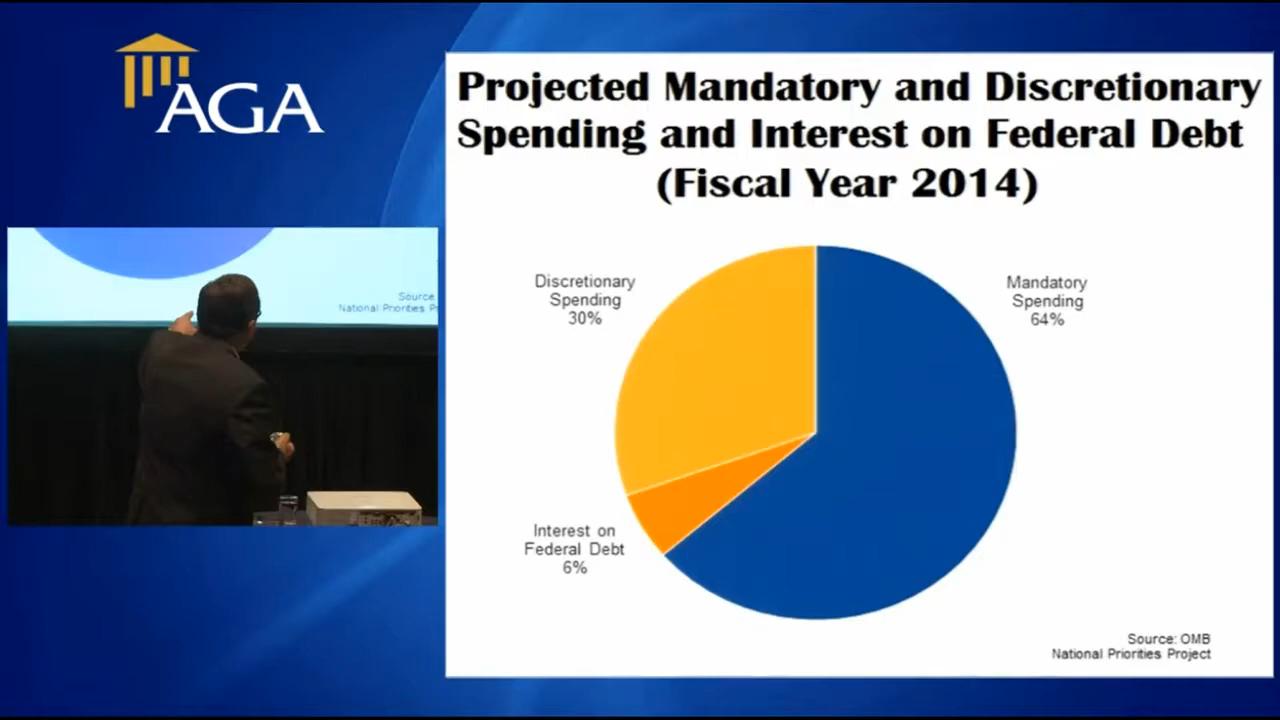 AGA
Projected Mandatory and Discretionary
Spending and Interest on Federal Debt
(Fiscal Year 2014)
Discretionary
Spending
30%
Mandatory
Spending
64%
Interest on
Federal Debt
6%
Source: OMB
National Priorities Project
Source:
National Priorities Pr